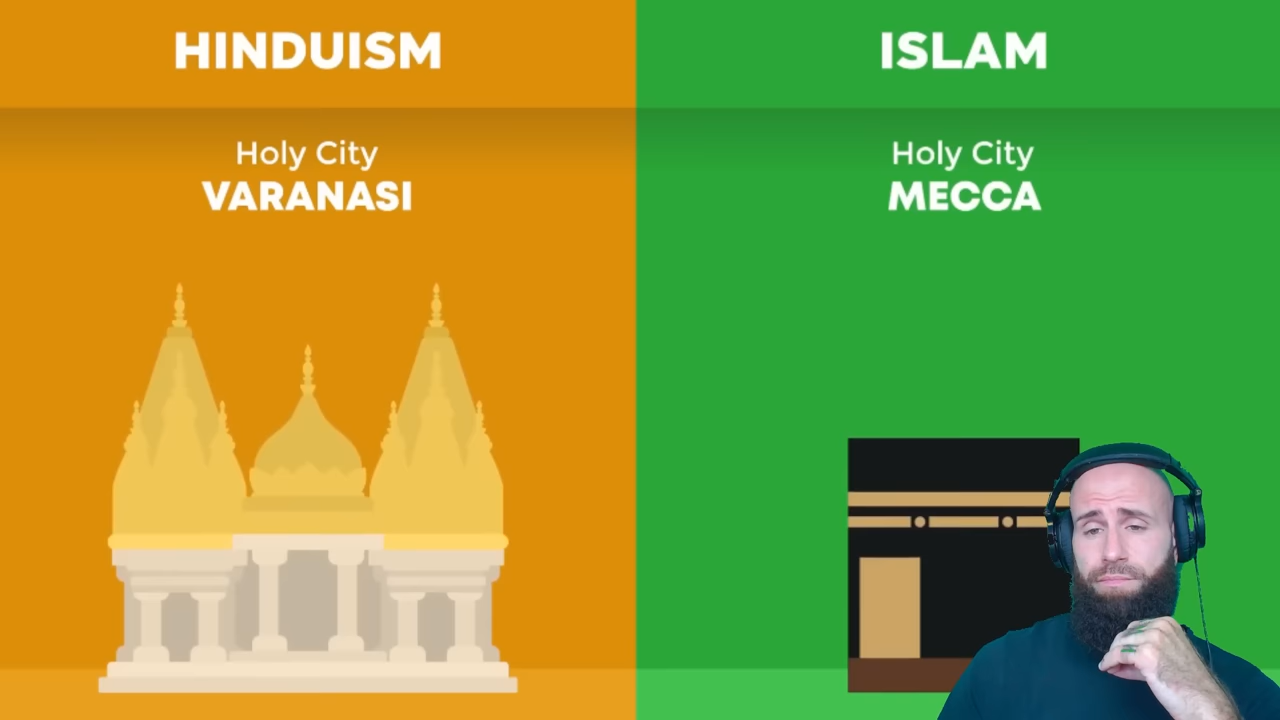 HINDUISM
Holy City
VARANASI
ISLAM
Holy City
MECCA